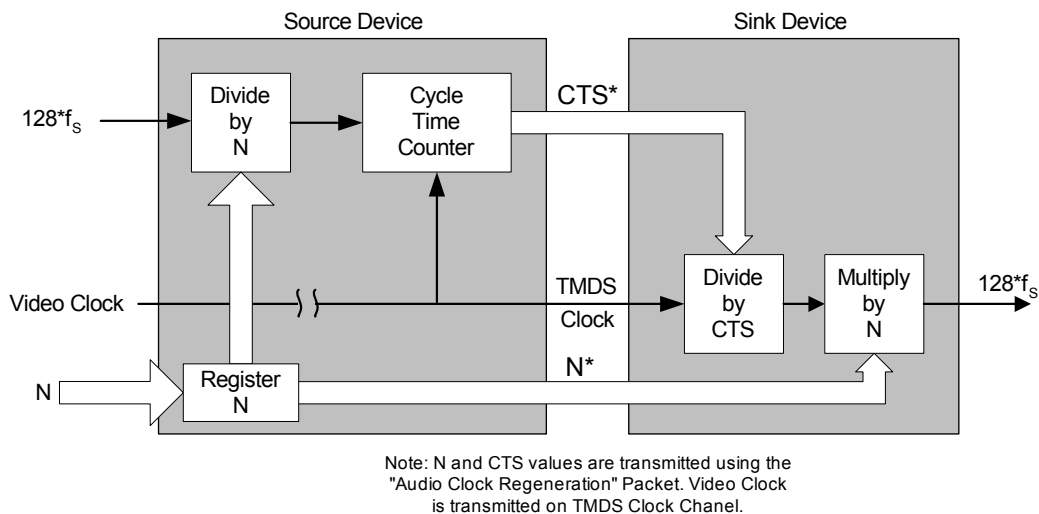 Source Device
Sink Device
128*fS
Divide
by
N
Cycle
Time
Counter
CTS*
Video Clock
TMDS
Clock
Divide
by
CTS
Multiply
by
N
128*fS
N
Register
N
N*
Note: N and CTS values are transmitted using the
"Audio Clock Regeneration" Packet. Video Clock
is transmitted on TMDS Clock Chanel.